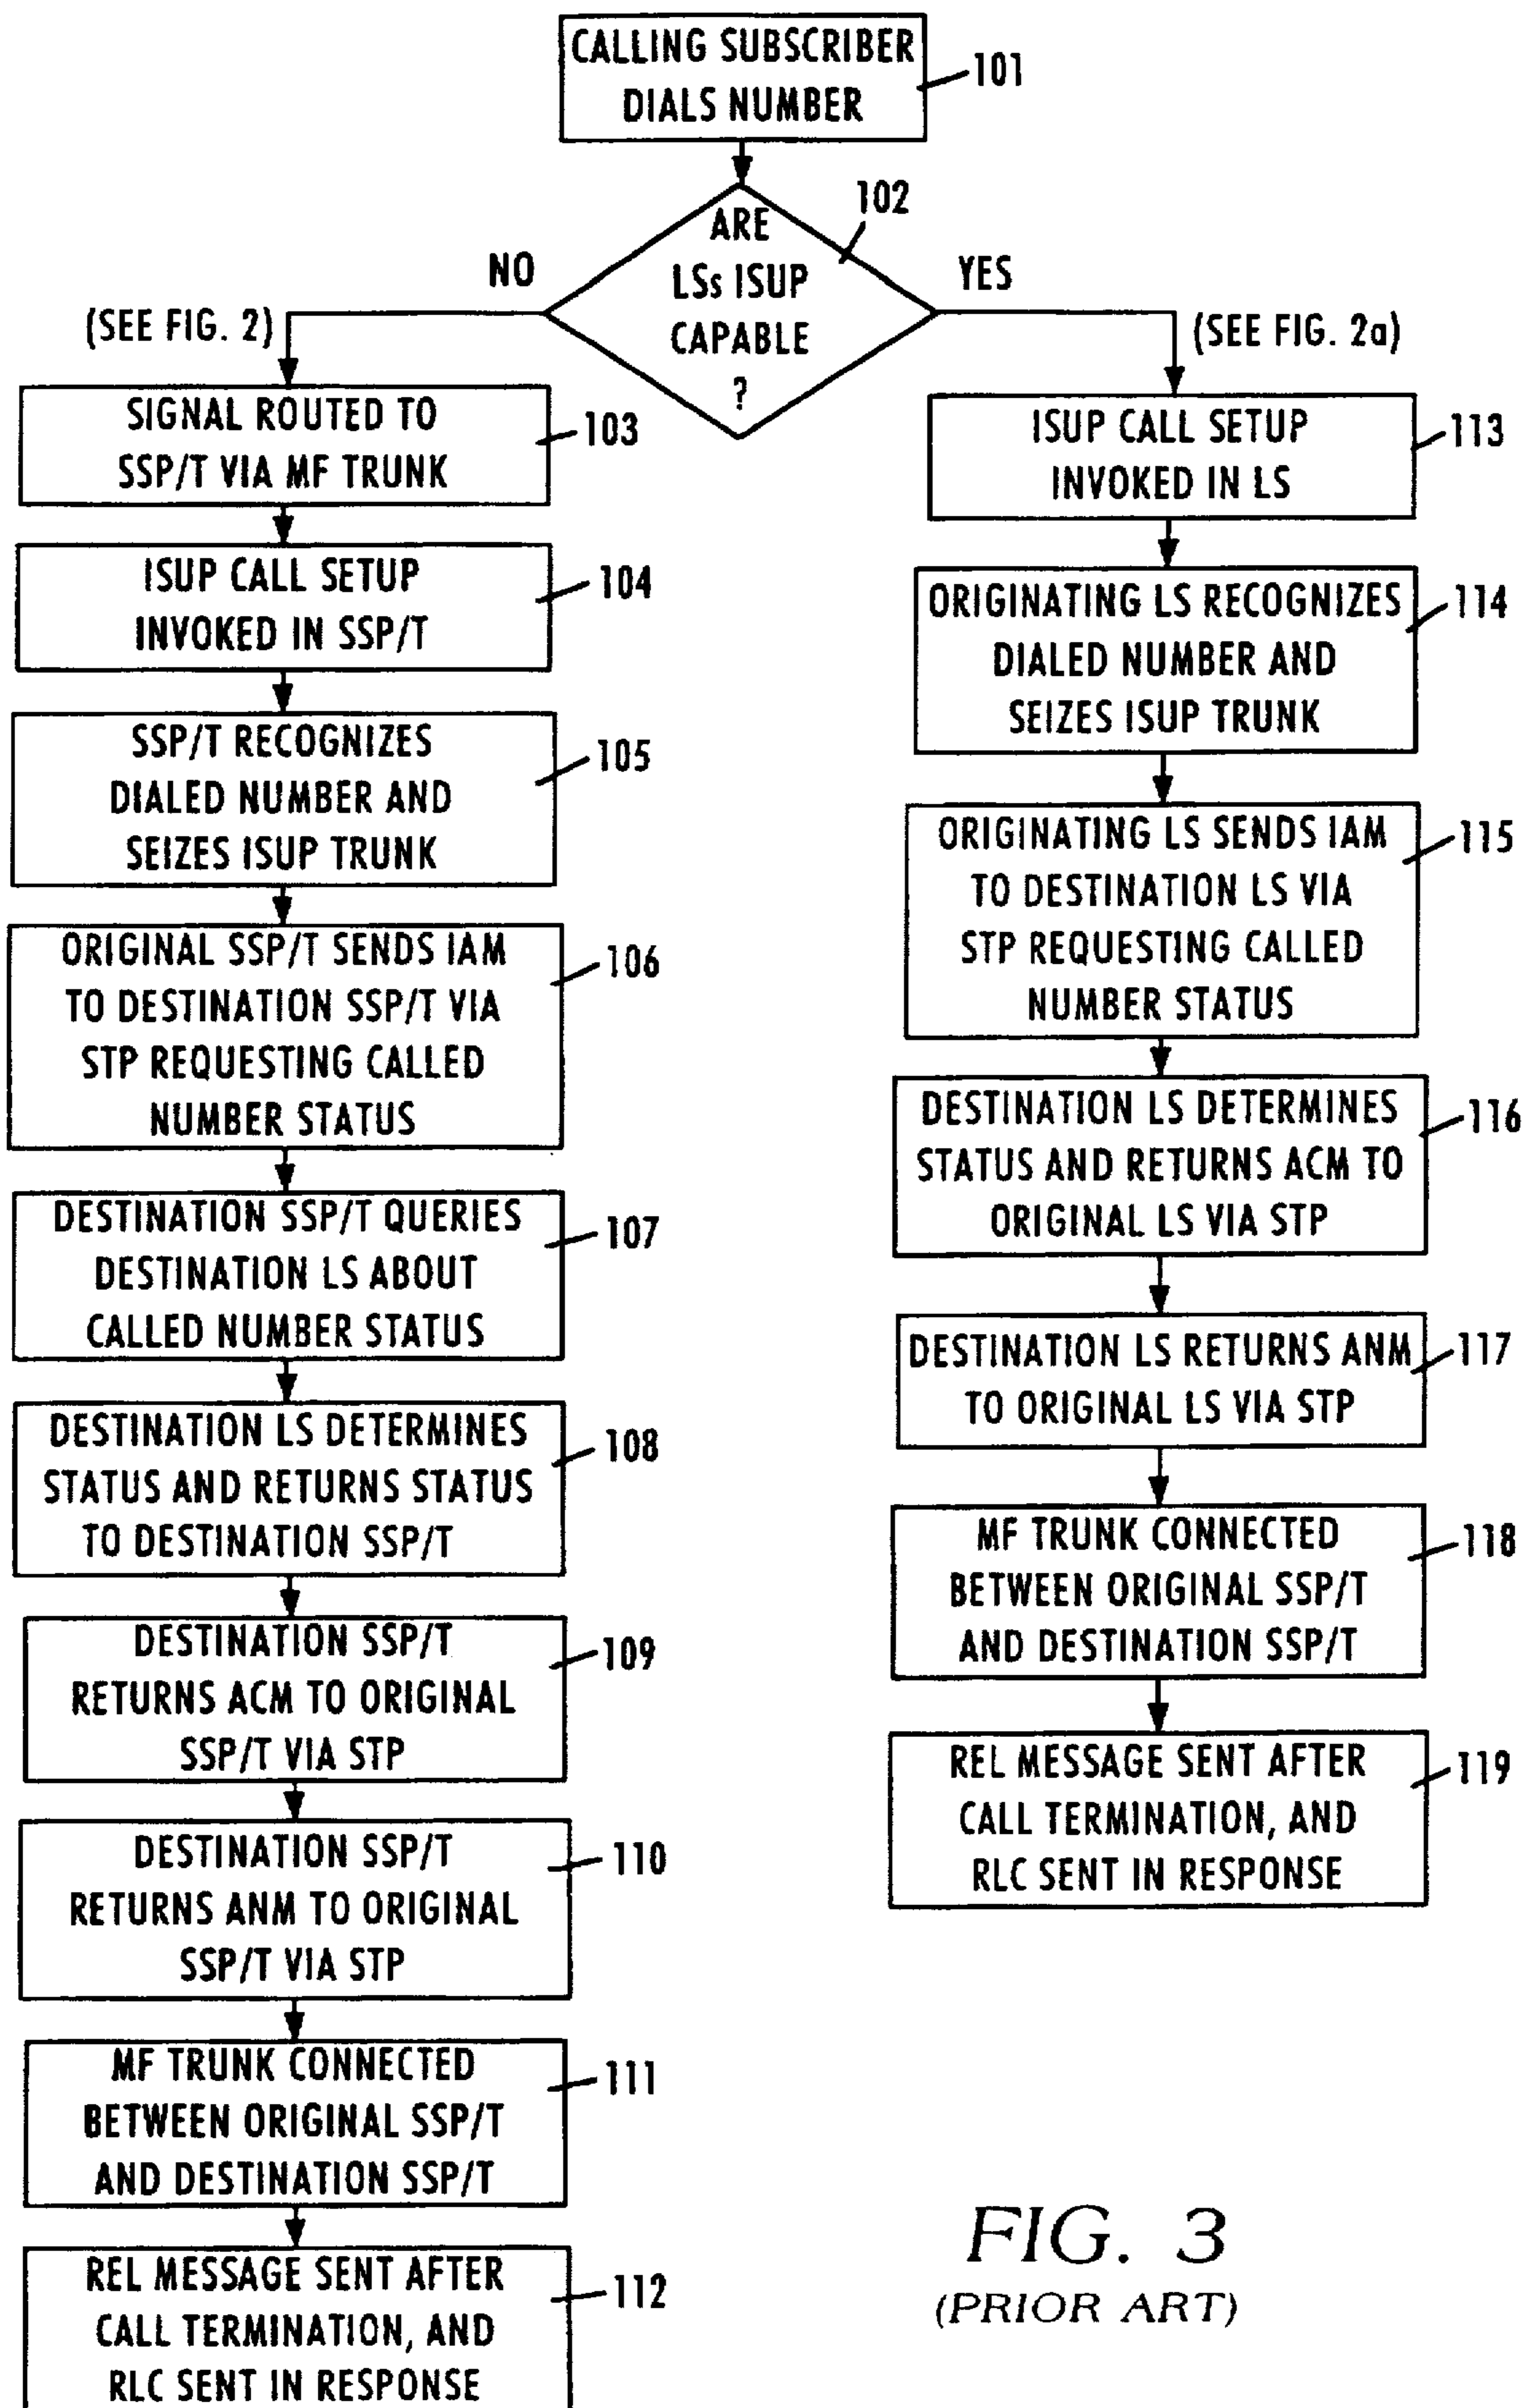 CALLING SUBSCRIBER
DIALS NUMBER
101
ARE
LSs ISUP
CAPABLE
?
102
NO
YES
(SEE FIG. 2)
(SEE FIG. 2a)
SIGNAL ROUTED TO
SSP/T VIA MF TRUNK
103
ISUP CALL SETUP
INVOKED IN SSP/T
104
SSP/T RECOGNIZES
DIALED NUMBER AND
SEIZES ISUP TRUNK
105
ORIGINAL SSP/T SENDS IAM
TO DESTINATION SSP/T VIA
STP REQUESTING CALLED
NUMBER STATUS
106
DESTINATION SSP/T QUERIES
DESTINATION LS ABOUT
CALLED NUMBER STATUS
107
DESTINATION LS DETERMINES
STATUS AND RETURNS STATUS
TO DESTINATION SSP/T
108
DESTINATION SSP/T
RETURNS ACM TO ORIGINAL
SSP/T VIA STP
109
DESTINATION SSP/T
RETURNS ANM TO ORIGINAL
SSP/T VIA STP
110
MF TRUNK CONNECTED
BETWEEN ORIGINAL SSP/T
AND DESTINATION SSP/T
111
REL MESSAGE SENT AFTER
CALL TERMINATION, AND
RLC SENT IN RESPONSE
112
ISUP CALL SETUP
INVOKED IN LS
113
ORIGINATING LS RECOGNIZES
DIALED NUMBER AND
SEIZES ISUP TRUNK
114
ORIGINATING LS SENDS IAM
TO DESTINATION LS VIA
STP REQUESTING CALLED
NUMBER STATUS
115
DESTINATION LS DETERMINES
STATUS AND RETURNS ACM TO
ORIGINAL LS VIA STP
116
DESTINATION LS RETURNS ANM
TO ORIGINAL LS VIA STP
117
MF TRUNK CONNECTED
BETWEEN ORIGINAL SSP/T
AND DESTINATION SSP/T
118
REL MESSAGE SENT AFTER
CALL TERMINATION, AND
RLC SENT IN RESPONSE
119
FIG. 3
(PRIOR ART)